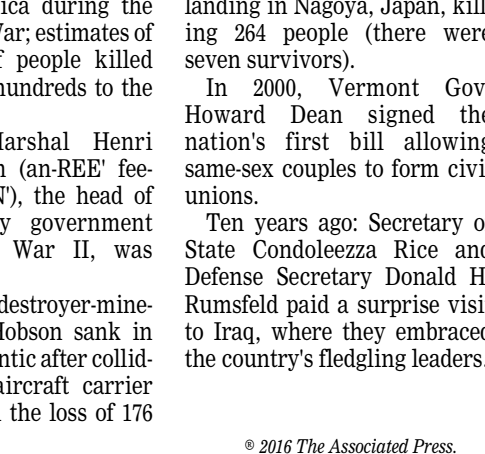 ica during the
War; estimates of
people killed
hundreds to the
Marshal Henri
(an-REE' fee-
N'), the head of
government
War II, was
destroyer-mine-
Hobson sank in
ntic after collid-
aircraft carrier
the loss of 176
landing in Nagoya, Japan, kill-
ing 264 people (there were
seven survivors).
In 2000, Vermont Gov.
Howard Dean signed the
nation's first bill allowing
same-sex couples to form civi
unions.
Ten years ago: Secretary o
State Condoleezza Rice and
Defense Secretary Donald H.
Rumsfeld paid a surprise visi
to Iraq, where they embraced
the country's fledgling leaders.
® 2016 The Associated Press.